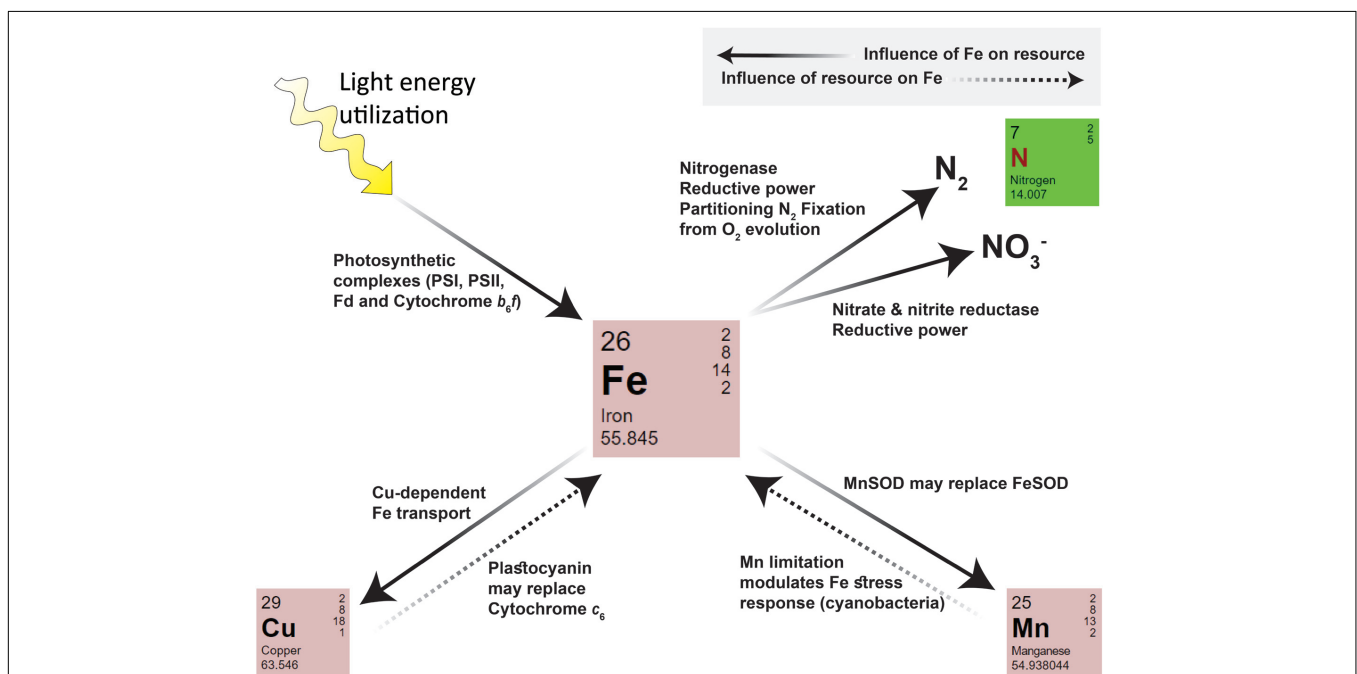 Light energy
utilization
Influence of Fe on resource
Influence of resource on Fe
7 2
5
N
Nitrogen
14.007
Nitrogenase
Reductive power
Partitioning N₂ Fixation
from O₂ evolution
N₂
NO₃⁻
Nitrate & nitrite reductase
Reductive power
Photosynthetic
complexes (PSI, PSII,
Fd and Cytochrome b₆f)
26 2
8
14
2
Fe
Iron
55.845
Cu-dependent
Fe transport
Plastocyanin
may replace
Cytochrome c₆
MnSOD may replace FeSOD
Mn limitation
modulates Fe stress
response (cyanobacteria)
29 2
8
18
1
Cu
Copper
63.546
25 2
8
13
2
Mn
Manganese
54.938044